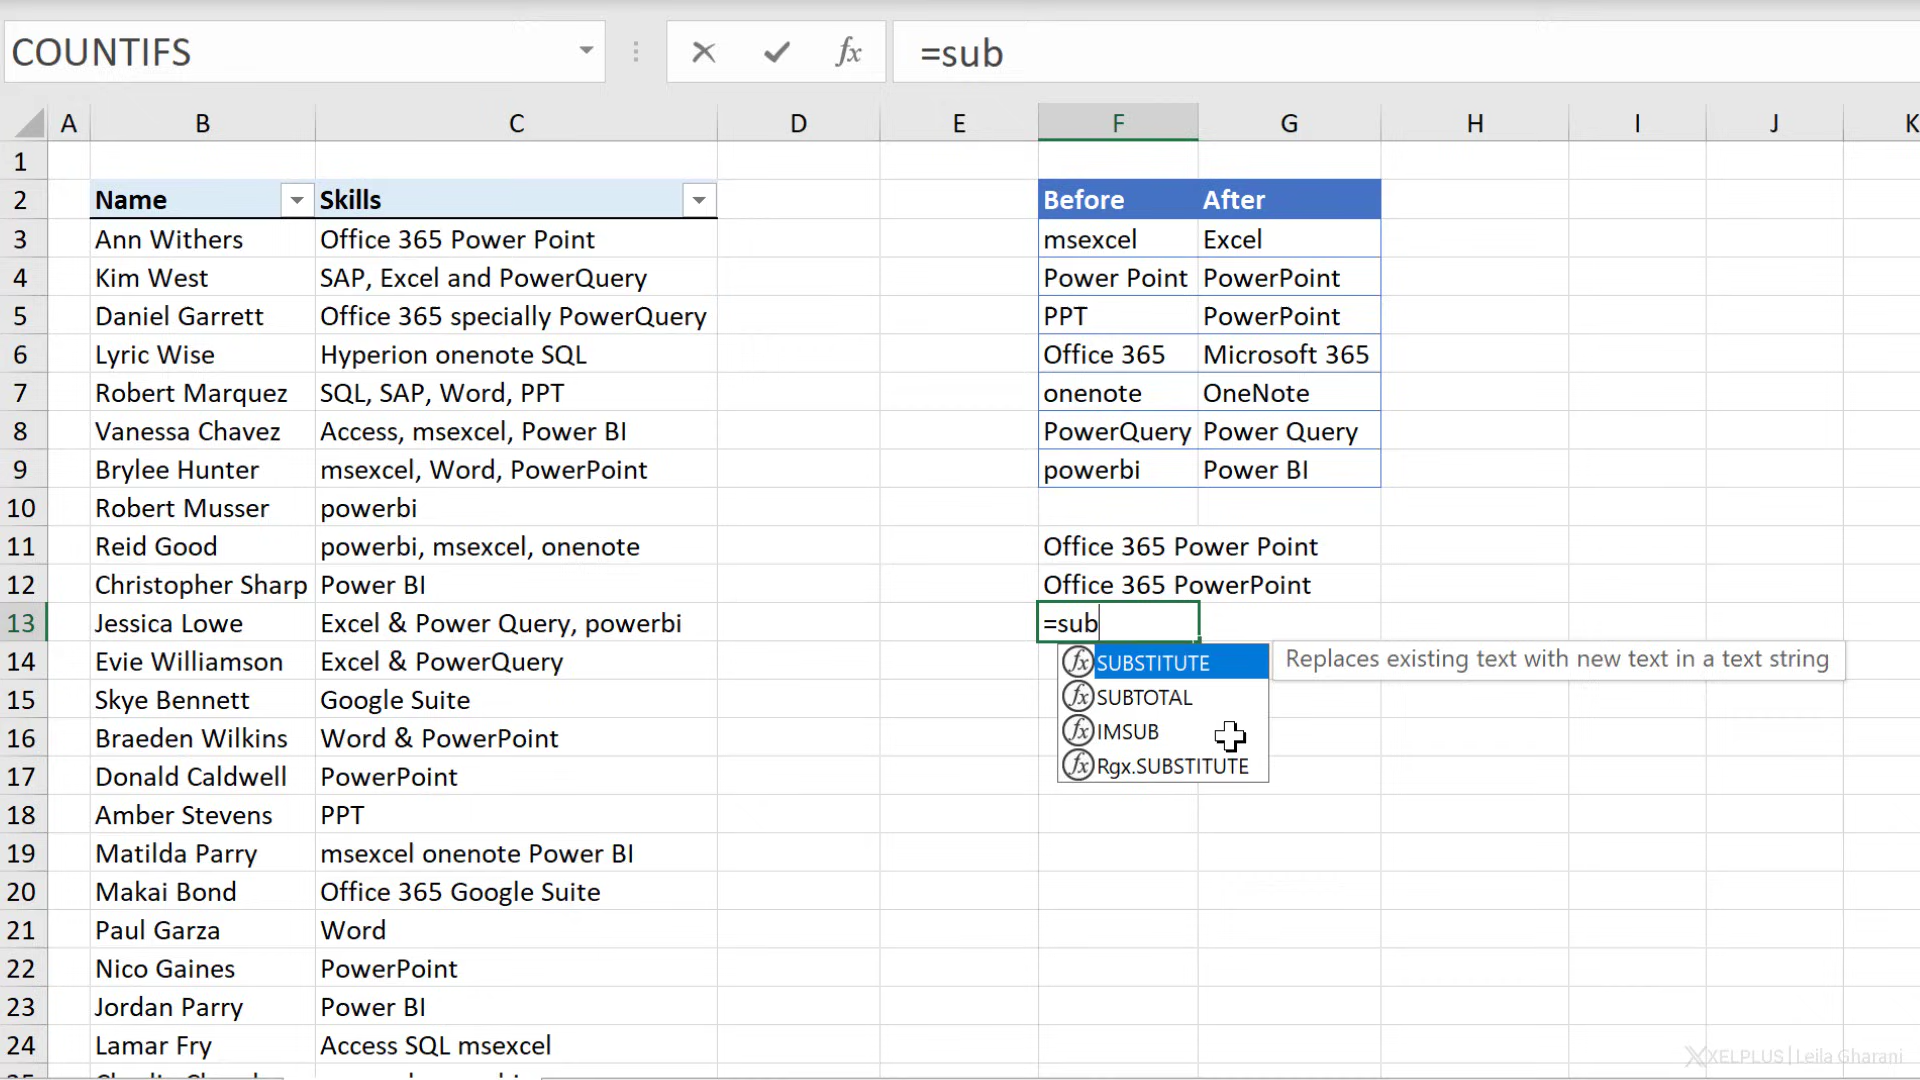 COUNTIFS fx =sub
A B C D E F G H I J K
1
2 Name Skills Before After
3 Ann Withers Office 365 Power Point msexcel Excel
4 Kim West SAP, Excel and PowerQuery Power Point PowerPoint
5 Daniel Garrett Office 365 specially PowerQuery PPT PowerPoint
6 Lyric Wise Hyperion onenote SQL Office 365 Microsoft 365
7 Robert Marquez SQL, SAP, Word, PPT onenote OneNote
8 Vanessa Chavez Access, msexcel, Power BI PowerQuery Power Query
9 Brylee Hunter msexcel, Word, PowerPoint powerbi Power BI
10 Robert Musser powerbi
11 Reid Good powerbi, msexcel, onenote Office 365 Power Point
12 Christopher Sharp Power BI Office 365 PowerPoint
13 Jessica Lowe Excel & Power Query, powerbi =sub
14 Evie Williamson Excel & PowerQuery fx SUBSTITUTE Replaces existing text with new text in a text string
15 Skye Bennett Google Suite fx SUBTOTAL
16 Braeden Wilkins Word & PowerPoint fx IMSUB
17 Donald Caldwell PowerPoint fx Rgx.SUBSTITUTE
18 Amber Stevens PPT
19 Matilda Parry msexcel onenote Power BI
20 Makai Bond Office 365 Google Suite
21 Paul Garza Word
22 Nico Gaines PowerPoint
23 Jordan Parry Power BI
24 Lamar Fry Access SQL msexcel
XELPLUS | Leila Gharani